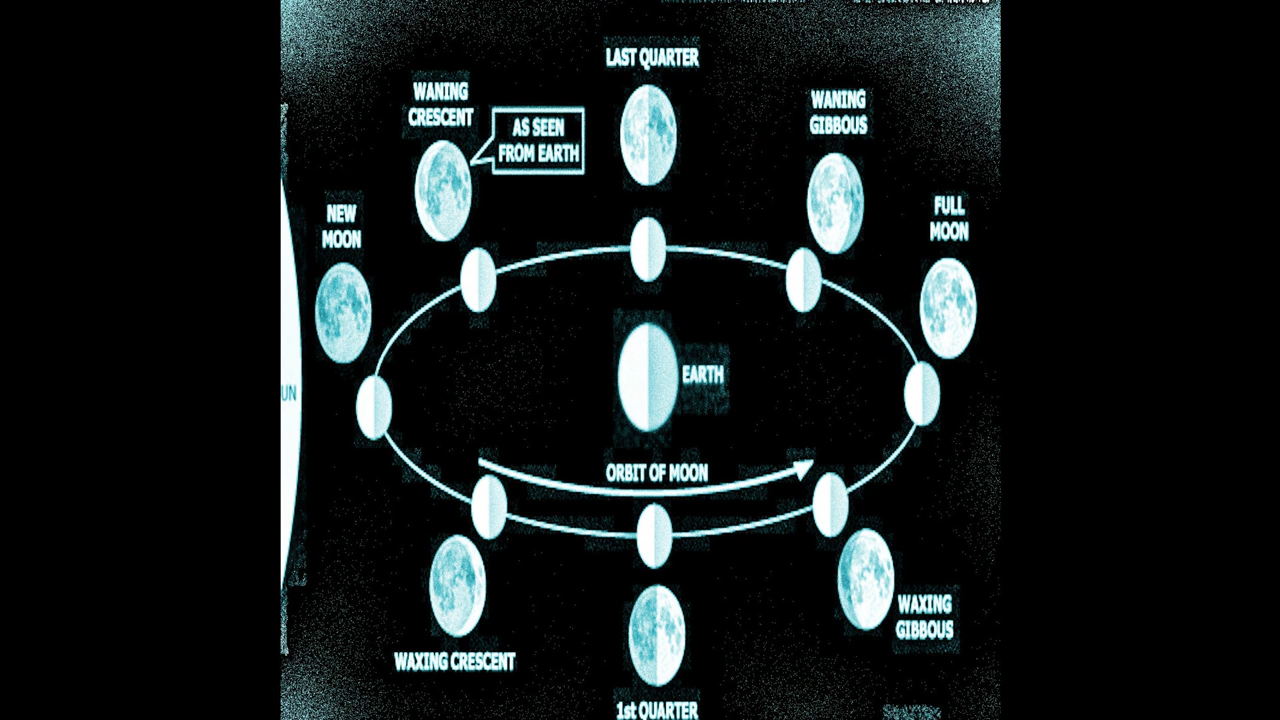 LAST QUARTER
WANING
CRESCENT
AS SEEN
FROM EARTH
WANING
GIBBOUS
NEW
MOON
FULL
MOON
EARTH
UN
ORBIT OF MOON
WAXING
GIBBOUS
WAXING CRESCENT
1st QUARTER